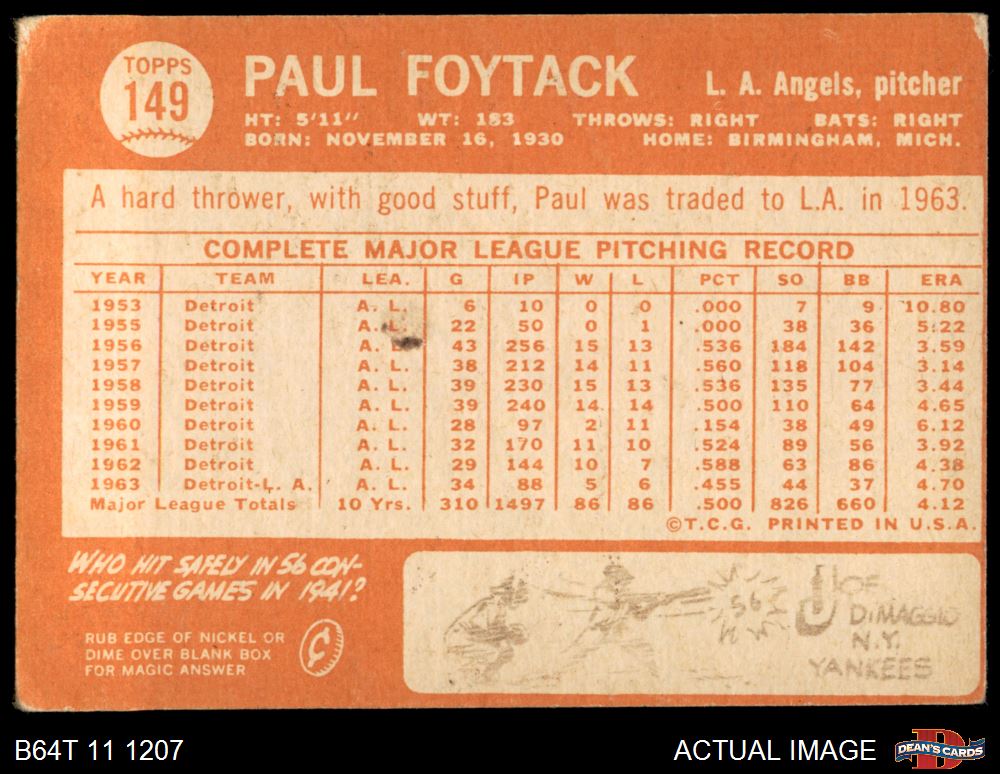 TOPPS
149
PAUL FOYTACK
L. A. Angels, pitcher
HT: 5'11" WT: 183 THROWS: RIGHT BATS: RIGHT
BORN: NOVEMBER 16, 1930 HOME: BIRMINGHAM, MICH.
A hard thrower, with good stuff, Paul was traded to L.A. in 1963.
COMPLETE MAJOR LEAGUE PITCHING RECORD
YEAR TEAM LEA. G IP W L PCT SO BB ERA
1953 Detroit A. L. 6 10 0 0 .000 7 9 10.80
1955 Detroit A. L. 22 50 0 1 .000 38 36 5.22
1956 Detroit A. L. 43 256 15 13 .536 184 142 3.59
1957 Detroit A. L. 38 212 14 11 .560 118 104 3.14
1958 Detroit A. L. 39 230 15 13 .536 135 77 3.44
1959 Detroit A. L. 39 240 14 14 .500 110 64 4.65
1960 Detroit A. L. 28 97 2 11 .154 38 49 6.12
1961 Detroit A. L. 32 170 11 10 .524 89 56 3.92
1962 Detroit A. L. 29 144 10 7 .588 63 86 4.38
1963 Detroit-L. A. A. L. 34 88 5 6 .455 44 37 4.70
Major League Totals 10 Yrs. 310 1497 86 86 .500 826 660 4.12
©T.C.G. PRINTED IN U.S.A.
WHO HIT SAFELY IN 56 CON-
SECUTIVE GAMES IN 1941?
RUB EDGE OF NICKEL OR
DIME OVER BLANK BOX
FOR MAGIC ANSWER
¢
56
JOE
DiMAGGIO
N.Y.
YANKEES
B64T 11 1207
ACTUAL IMAGE
D
DEAN'S CARDS